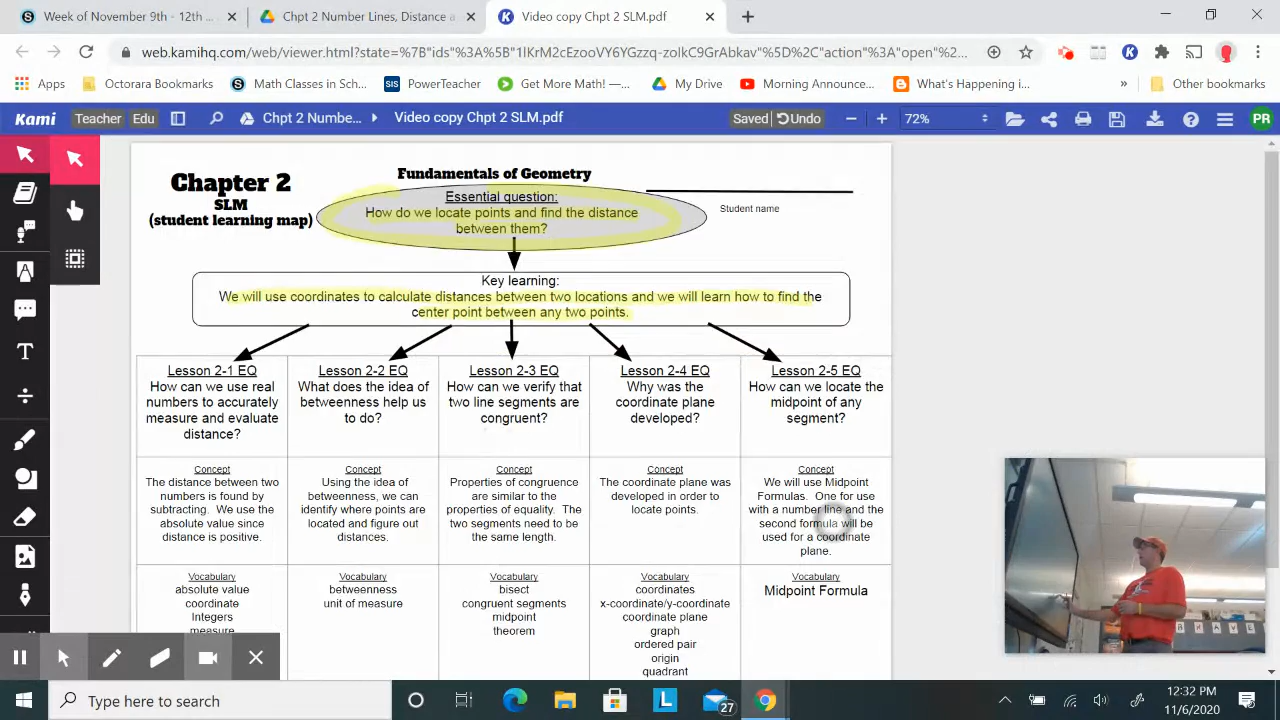 Week of November 9th - 12th ...
Chpt 2 Number Lines, Distance a
Video copy Chpt 2 SLM.pdf
web.kamihq.com/web/viewer.html?state=%7B"ids"%3A%5B"1IKrM2cEzooVY6YGzzq-zoIkC9GrAbkav"%5D%2C"action"%3A"open"%2...
Apps
Octorara Bookmarks
Math Classes in Sch...
SIS
PowerTeacher
Get More Math! —...
My Drive
Morning Announce...
What's Happening i...
»
Other bookmarks
Kami
Teacher
Edu
Chpt 2 Numbe...
Video copy Chpt 2 SLM.pdf
Saved
Undo
72%
PR
Chapter 2
SLM
(student learning map)
Fundamentals of Geometry
Student name
Essential question:
How do we locate points and find the distance
between them?
Key learning:
We will use coordinates to calculate distances between two locations and we will learn how to find the
center point between any two points.
Lesson 2-1 EQ
How can we use real
numbers to accurately
measure and evaluate
distance?
Lesson 2-2 EQ
What does the idea of
betweenness help us
to do?
Lesson 2-3 EQ
How can we verify that
two line segments are
congruent?
Lesson 2-4 EQ
Why was the
coordinate plane
developed?
Lesson 2-5 EQ
How can we locate the
midpoint of any
segment?
Concept
The distance between two
numbers is found by
subtracting. We use the
absolute value since
distance is positive.
Concept
Using the idea of
betweenness, we can
identify where points are
located and figure out
distances.
Concept
Properties of congruence
are similar to the
properties of equality. The
two segments need to be
the same length.
Concept
The coordinate plane was
developed in order to
locate points.
Concept
We will use Midpoint
Formulas. One for use
with a number line and the
second formula will be
used for a coordinate
plane.
Vocabulary
absolute value
coordinate
Integers
measure
Vocabulary
betweenness
unit of measure
Vocabulary
bisect
congruent segments
midpoint
theorem
Vocabulary
coordinates
x-coordinate/y-coordinate
coordinate plane
graph
ordered pair
origin
quadrant
Vocabulary
Midpoint Formula
B H A V E
Type here to search
L
27
12:32 PM
11/6/2020